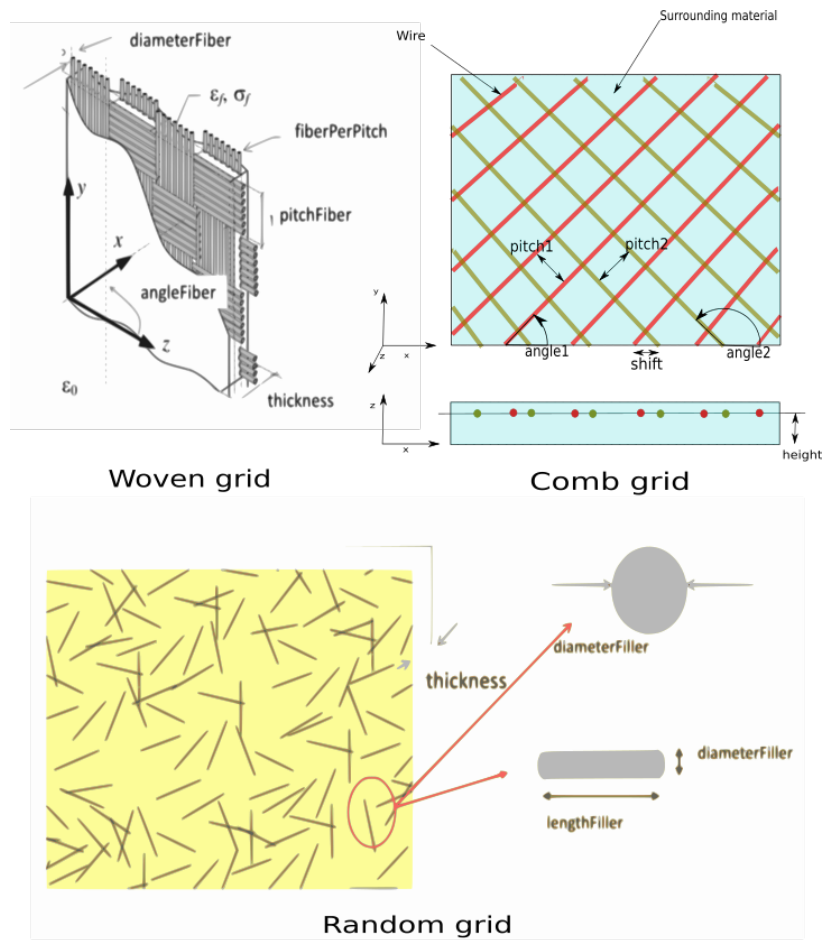 diameterFiber
εf, σf
fiberPerPitch
pitchFiber
y
x
angleFiber
z
ε0
thickness
Woven grid
Wire
Surrounding material
pitch1
pitch2
y
z
x
angle1
shift
angle2
z
x
height
Comb grid
thickness
diameterFiller
diameterFiller
lengthFiller
Random grid